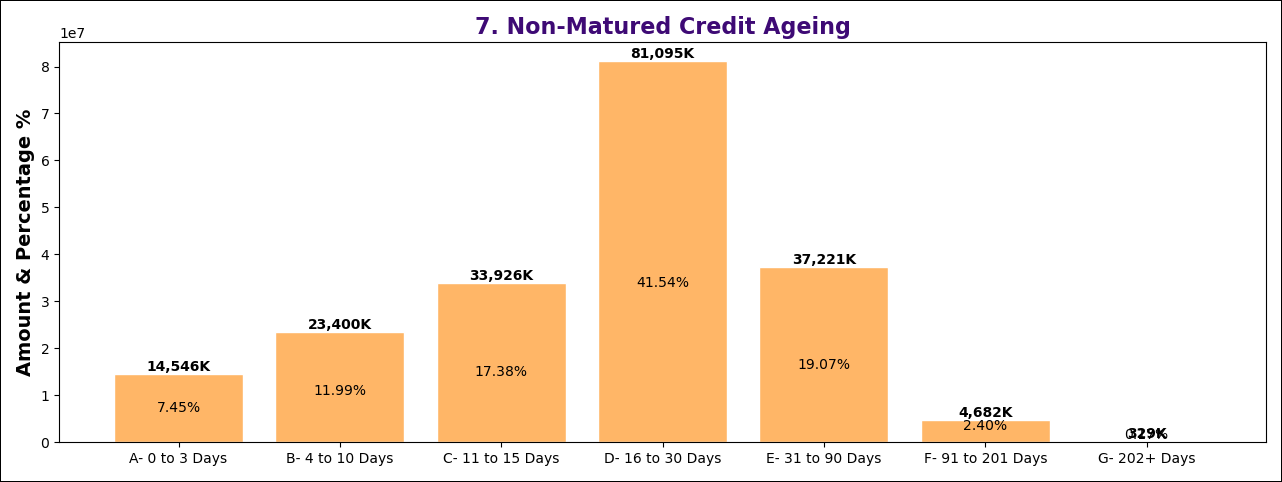 7. Non-Matured Credit Ageing
1e7
Amount & Percentage %
8
7
6
5
4
3
2
1
0
14,546K
7.45%
23,400K
11.99%
33,926K
17.38%
81,095K
41.54%
37,221K
19.07%
4,682K
2.40%
329K
A- 0 to 3 Days
B- 4 to 10 Days
C- 11 to 15 Days
D- 16 to 30 Days
E- 31 to 90 Days
F- 91 to 201 Days
G- 202+ Days